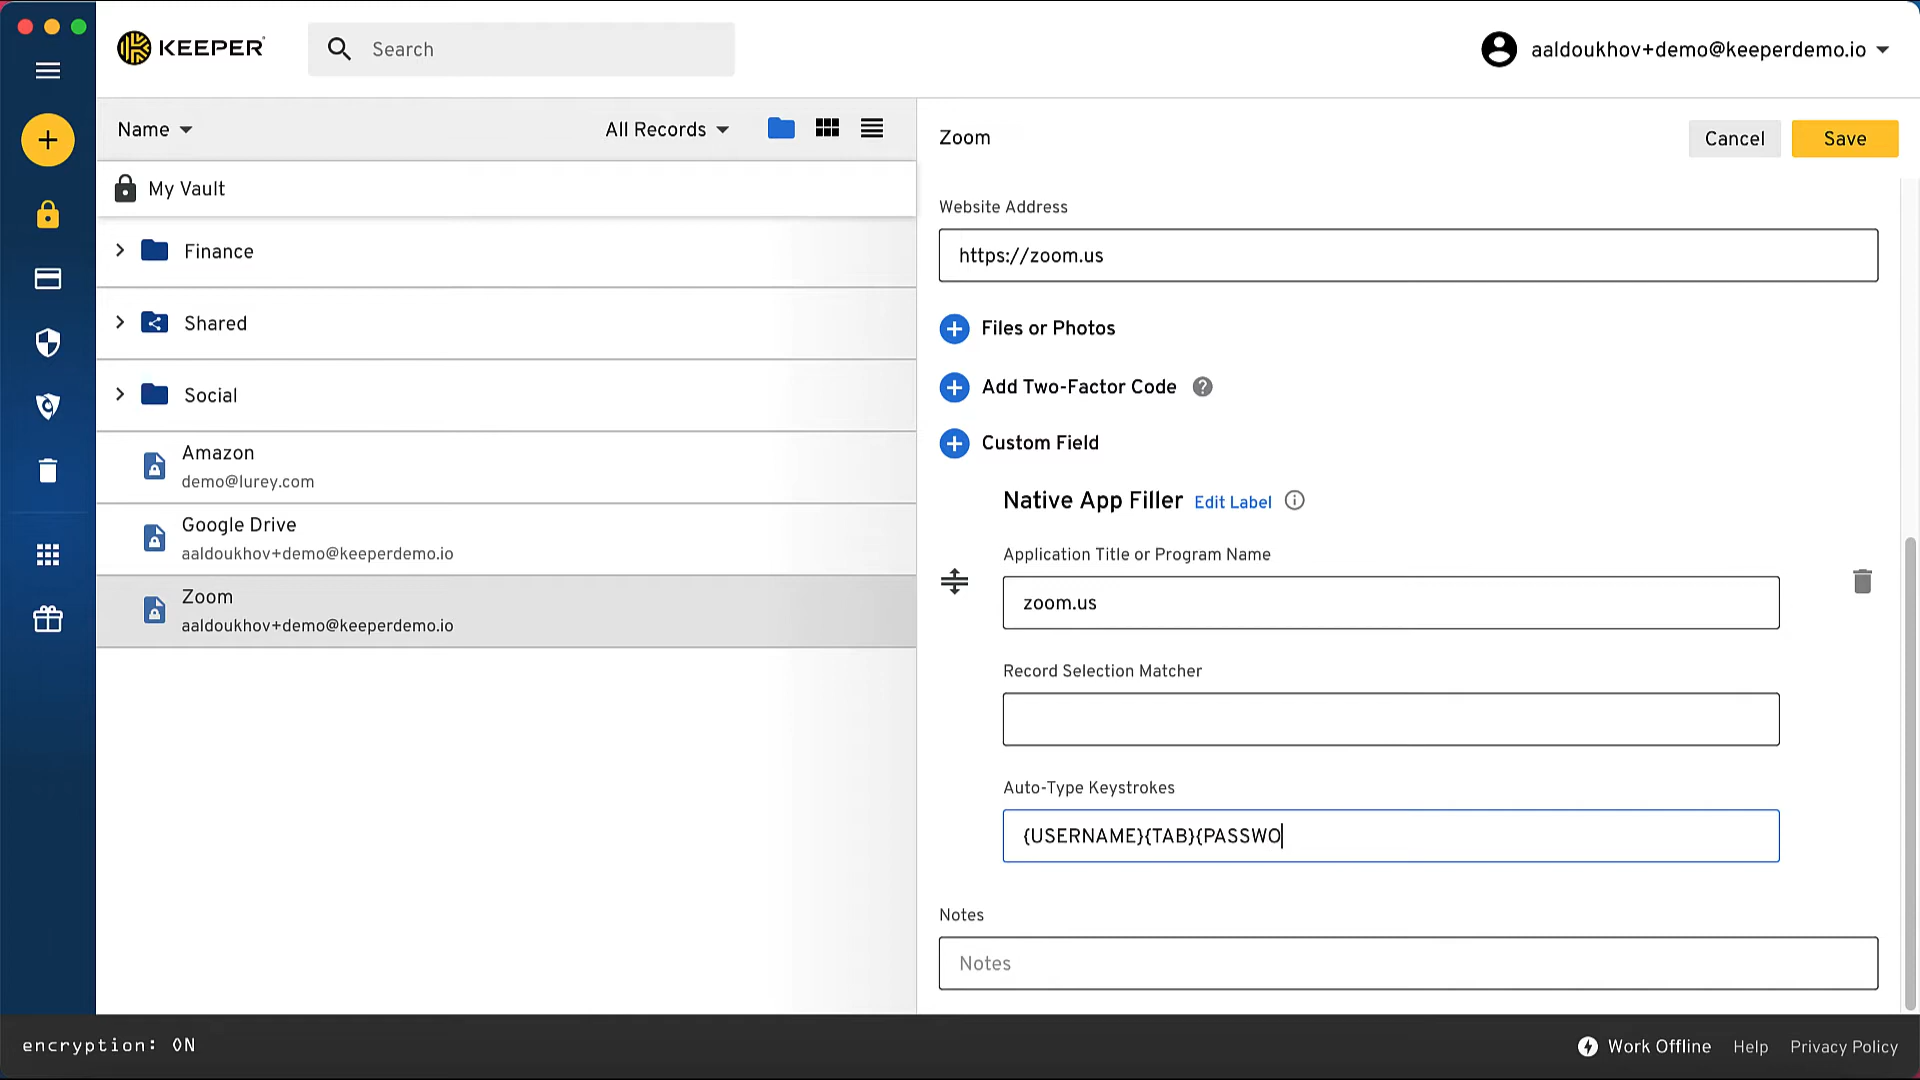 KEEPER
Search
aaldoukhov+demo@keeperdemo.io
Name
All Records
My Vault
Finance
Shared
Social
Amazon
demo@lurey.com
Google Drive
aaldoukhov+demo@keeperdemo.io
Zoom
aaldoukhov+demo@keeperdemo.io
Zoom
Cancel
Save
Website Address
https://zoom.us
Files or Photos
Add Two-Factor Code
Custom Field
Native App Filler Edit Label
Application Title or Program Name
zoom.us
Record Selection Matcher
Auto-Type Keystrokes
{USERNAME}{TAB}{PASSWO
Notes
Notes
encryption: ON
Work Offline
Help
Privacy Policy